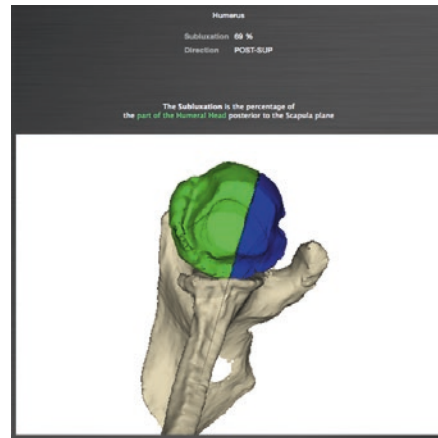 Humerus
Subluxation 69 %
Direction POST-SUP
The Subluxation is the percentage of
the part of the Humeral Head posterior to the Scapula plane